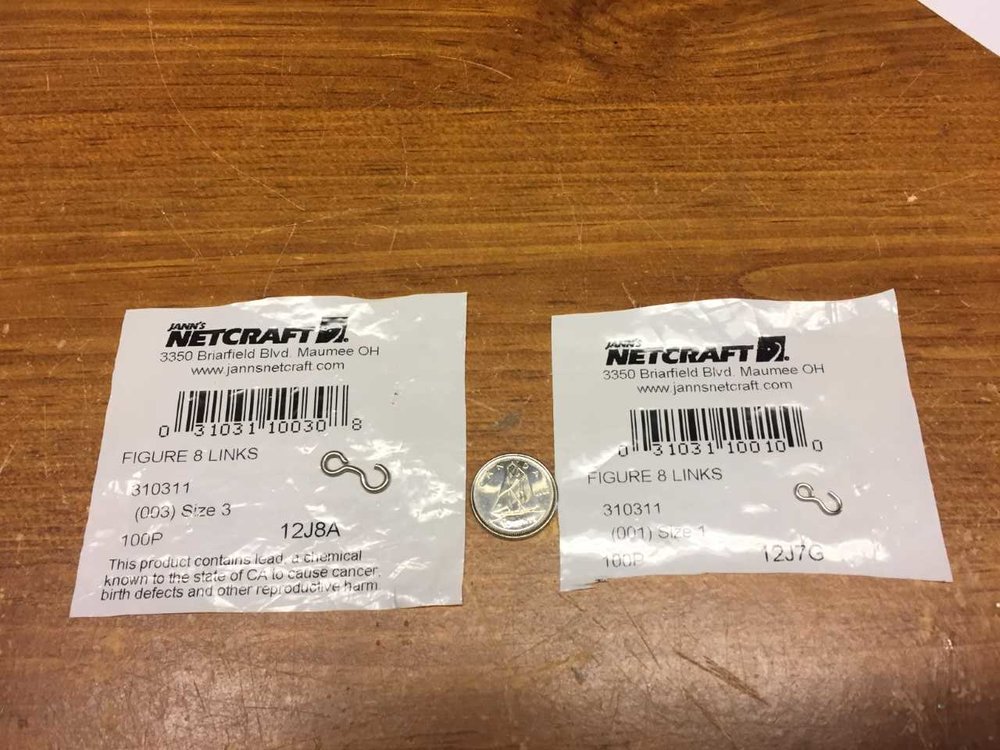 JANN'S
NETCRAFT
3350 Briarfield Blvd. Maumee OH
www.jannsnetcraft.com
0 31031 10030 8
FIGURE 8 LINKS
310311
(003) Size 3
100P 12J8A
This product contains lead, a chemical
known to the state of CA to cause cancer,
birth defects and other reproductive harm
JANN'S
NETCRAFT
3350 Briarfield Blvd. Maumee OH
www.jannsnetcraft.com
0 31031 10010 0
FIGURE 8 LINKS
310311
(001) Size 1
100P 12J7G